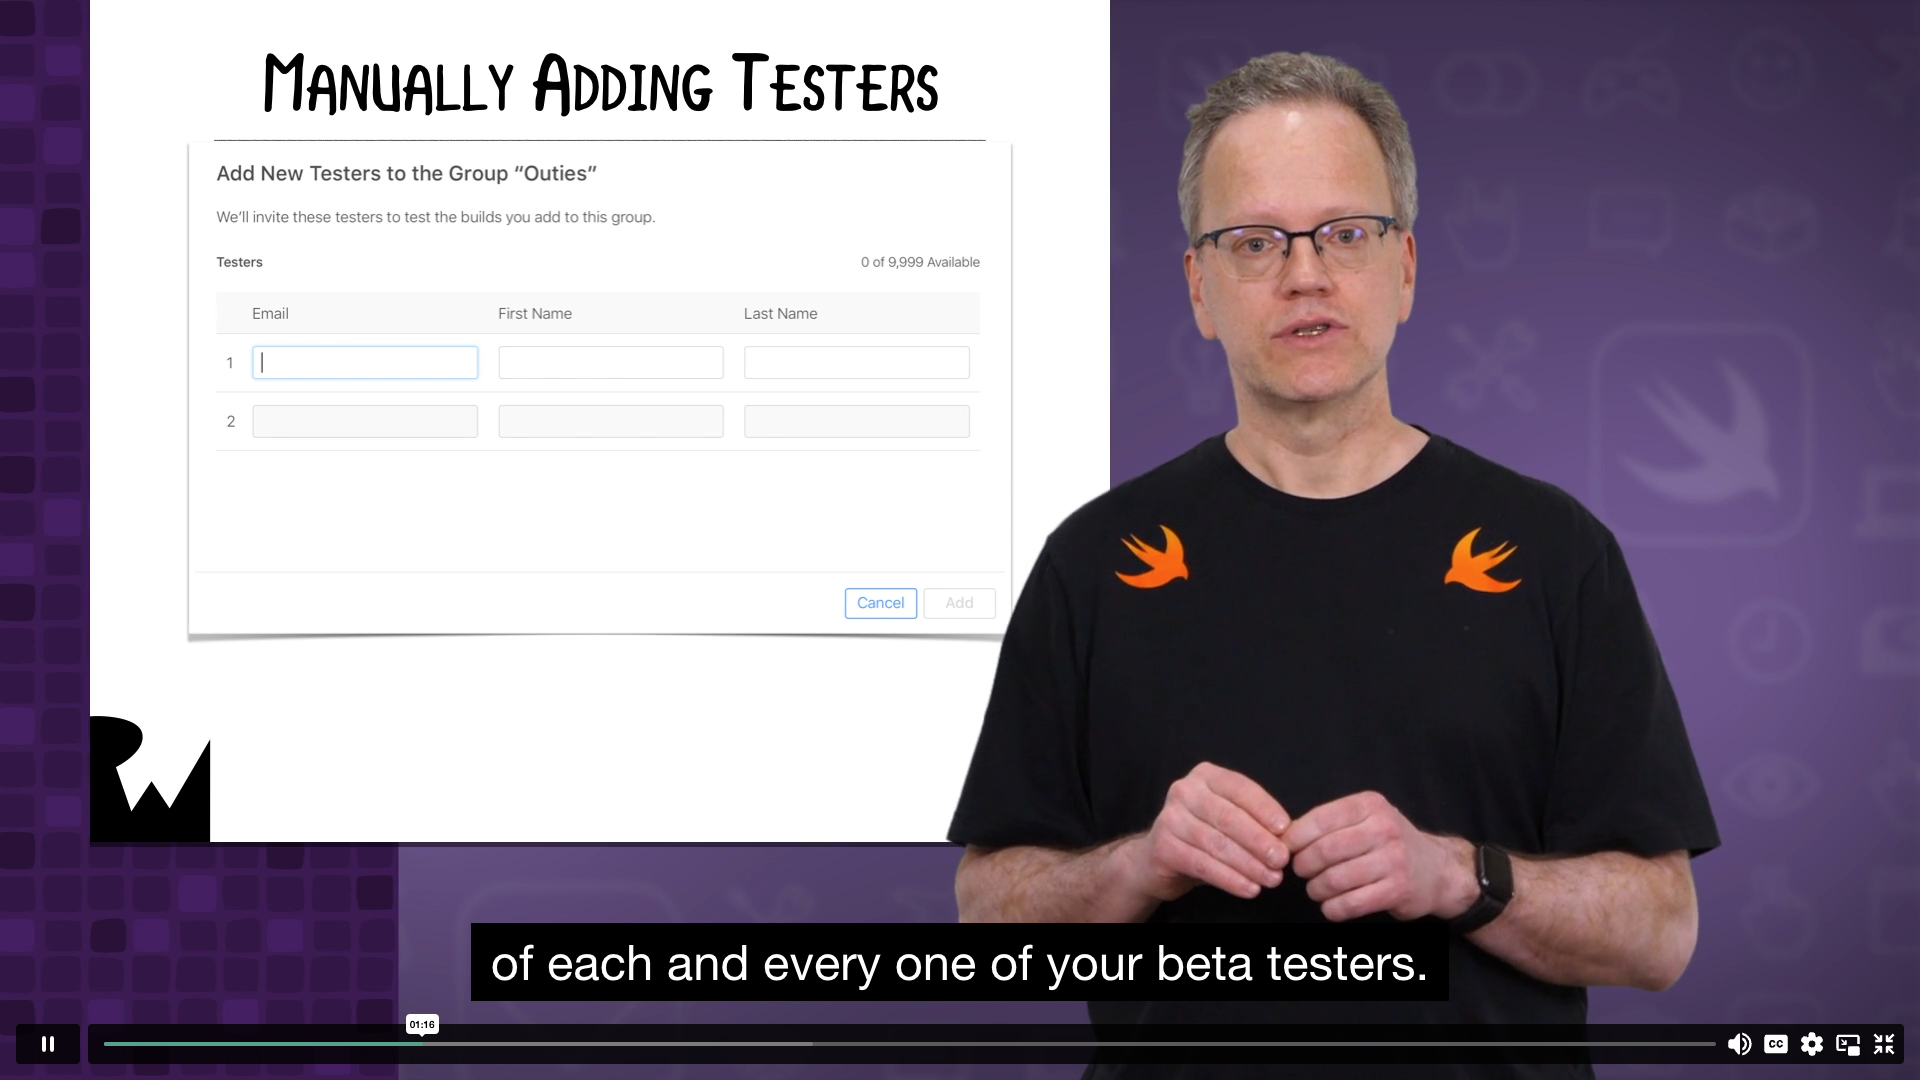 MANUALLY ADDING TESTERS
Add New Testers to the Group “Outies”
We’ll invite these testers to test the builds you add to this group.
Testers
0 of 9,999 Available
Email
First Name
Last Name
1
2
Cancel
Add
RW
of each and every one of your beta testers.
01:16
CC